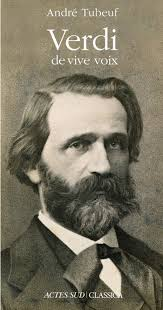 André Tubeuf
Verdi
de vive voix
ACTES SUD | CLASSICA